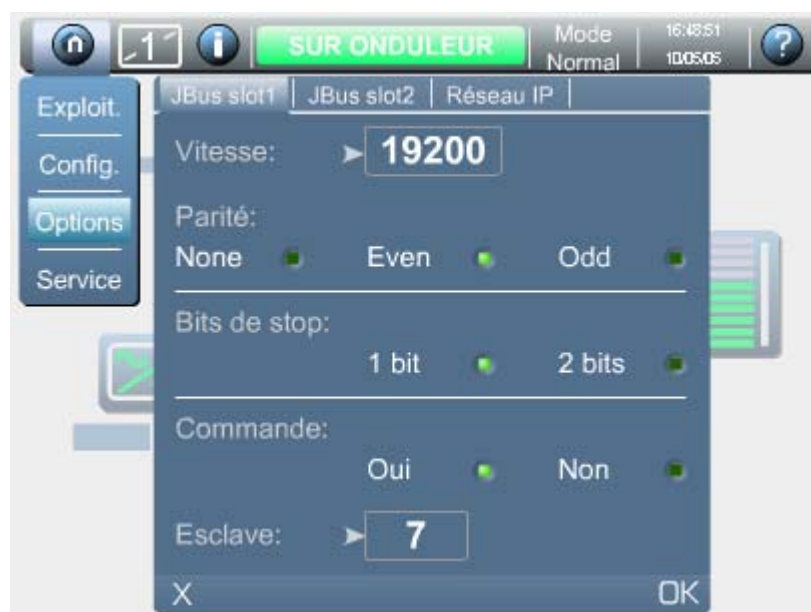 1 i SUR ONDULEUR Mode Normal 16:48:51 10/05/05 ?
Exploit.
Config.
Options
Service
JBus slot1 JBus slot2 Réseau IP
Vitesse: 19200
Parité:
None Even Odd
Bits de stop:
1 bit 2 bits
Commande:
Oui Non
Esclave: 7
X OK